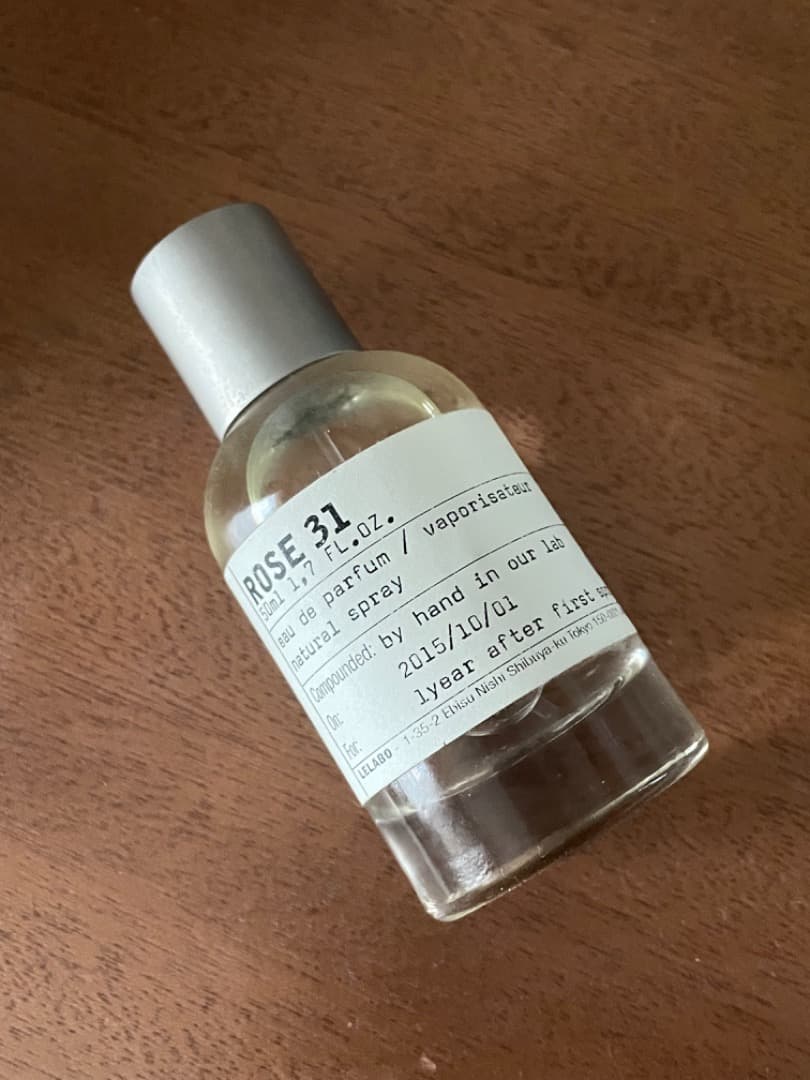 ROSE 31
50ml 1,7 FL.OZ.
eau de parfum / vaporisateur
natural spray
Compounded: by hand in our lab
On: 2015/10/01
For: 1year after first
LELABO - 1-35-2 Ebisu Nishi Shibuya-ku Tokyo